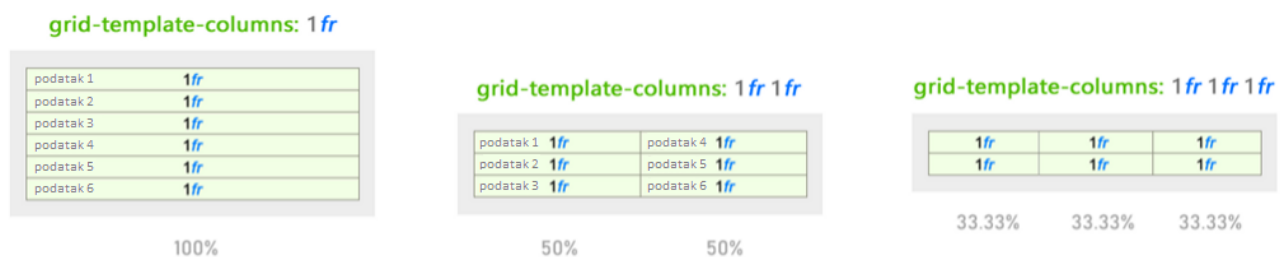 grid-template-columns: 1fr
podatak 1 1fr
podatak 2 1fr
podatak 3 1fr
podatak 4 1fr
podatak 5 1fr
podatak 6 1fr
100%
grid-template-columns: 1fr 1fr
podatak 1 1fr podatak 4 1fr
podatak 2 1fr podatak 5 1fr
podatak 3 1fr podatak 6 1fr
50% 50%
grid-template-columns: 1fr 1fr 1fr
1fr 1fr 1fr
1fr 1fr 1fr
33.33% 33.33% 33.33%